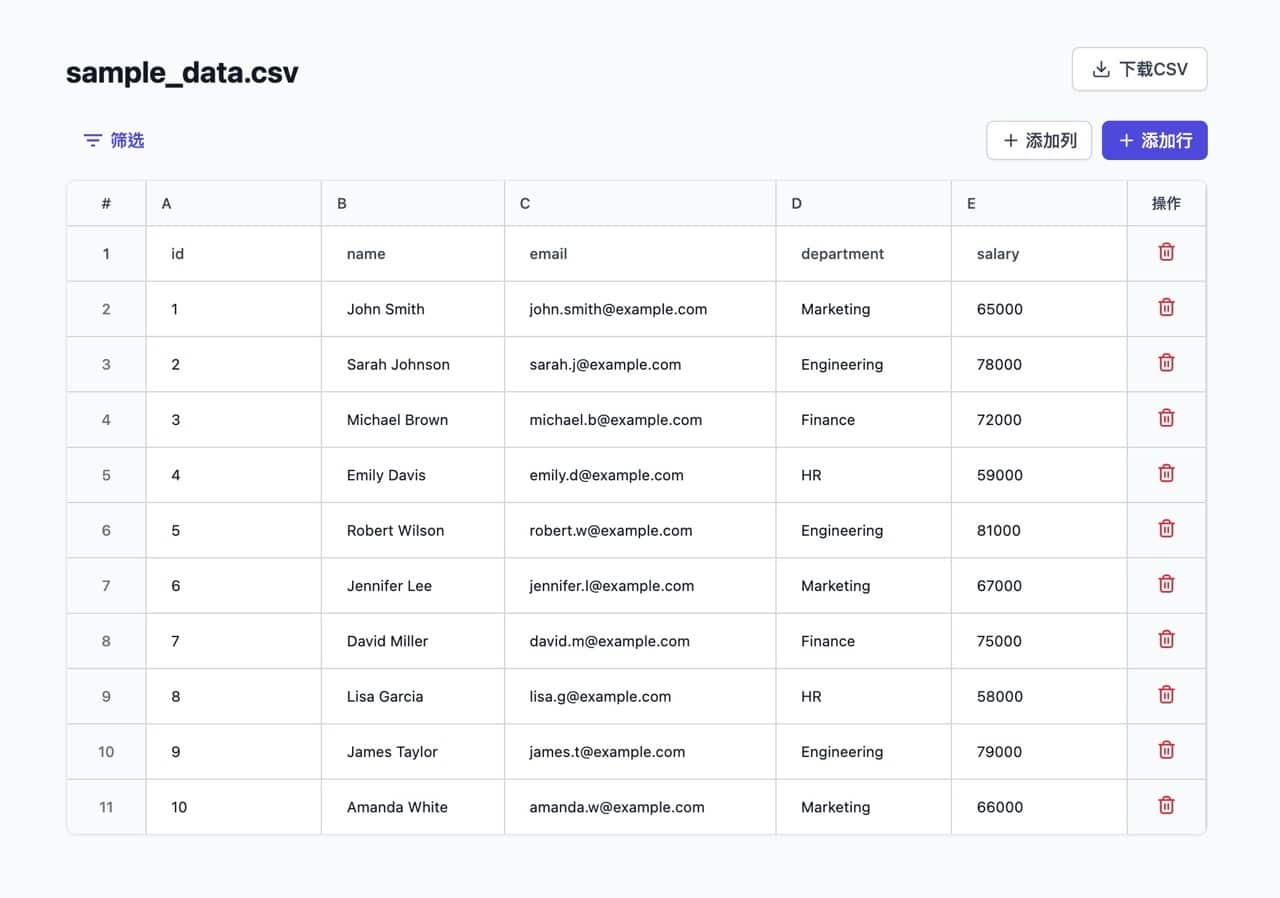 sample_data.csv
下载CSV
筛选
添加列 添加行
# A B C D E 操作
1 id name email department salary
2 1 John Smith john.smith@example.com Marketing 65000
3 2 Sarah Johnson sarah.j@example.com Engineering 78000
4 3 Michael Brown michael.b@example.com Finance 72000
5 4 Emily Davis emily.d@example.com HR 59000
6 5 Robert Wilson robert.w@example.com Engineering 81000
7 6 Jennifer Lee jennifer.l@example.com Marketing 67000
8 7 David Miller david.m@example.com Finance 75000
9 8 Lisa Garcia lisa.g@example.com HR 58000
10 9 James Taylor james.t@example.com Engineering 79000
11 10 Amanda White amanda.w@example.com Marketing 66000